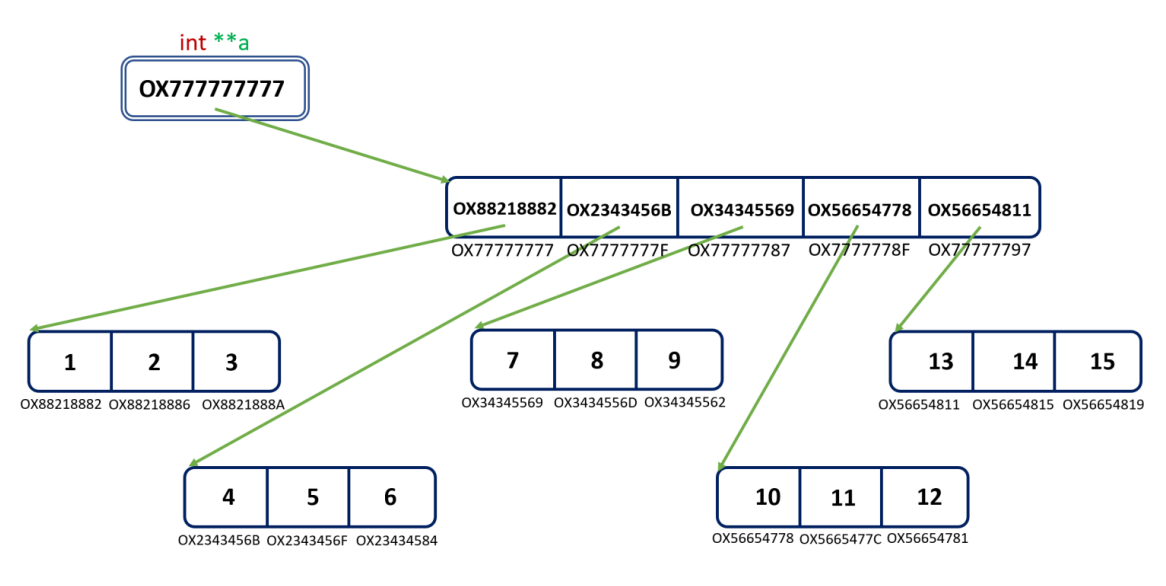 int **a
OX777777777
OX88218882 OX2343456B OX34345569 OX56654778 OX56654811
OX77777777 OX7777777F OX77777787 OX7777778F OX77777797
1 2 3
7 8 9
13 14 15
OX88218882 OX88218886 OX8821888A
OX34345569 OX3434556D OX34345562
OX56654811 OX56654815 OX56654819
4 5 6
10 11 12
OX2343456B OX2343456F OX23434584
OX56654778 OX5665477C OX56654781